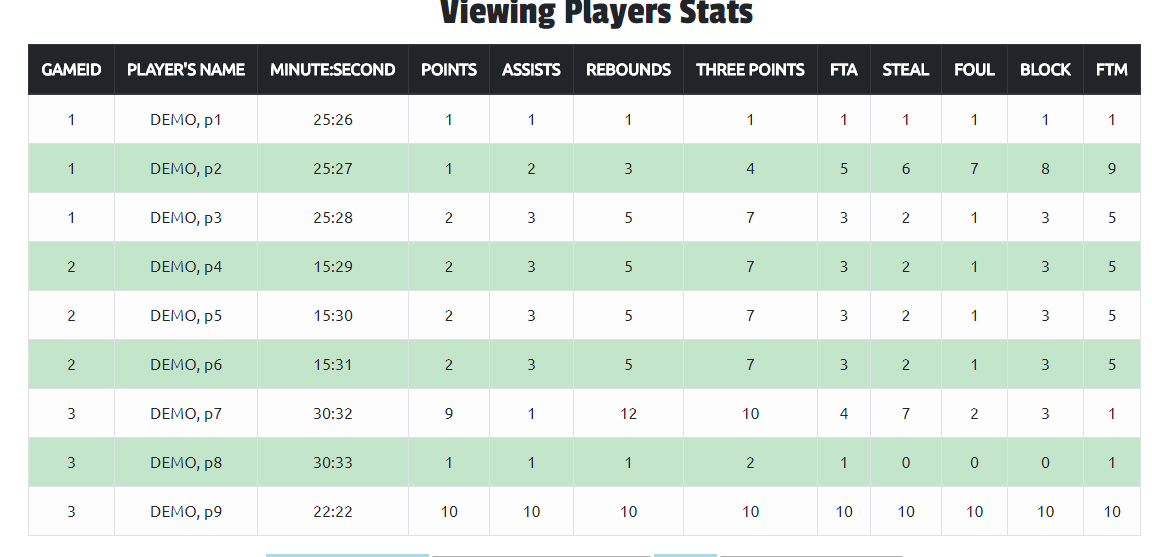 Viewing Players Stats
GAMEID PLAYER'S NAME MINUTE:SECOND POINTS ASSISTS REBOUNDS THREE POINTS FTA STEAL FOUL BLOCK FTM
1 DEMO, p1 25:26 1 1 1 1 1 1 1 1 1
1 DEMO, p2 25:27 1 2 3 4 5 6 7 8 9
1 DEMO, p3 25:28 2 3 5 7 3 2 1 3 5
2 DEMO, p4 15:29 2 3 5 7 3 2 1 3 5
2 DEMO, p5 15:30 2 3 5 7 3 2 1 3 5
2 DEMO, p6 15:31 2 3 5 7 3 2 1 3 5
3 DEMO, p7 30:32 9 1 12 10 4 7 2 3 1
3 DEMO, p8 30:33 1 1 1 2 1 0 0 0 1
3 DEMO, p9 22:22 10 10 10 10 10 10 10 10 10